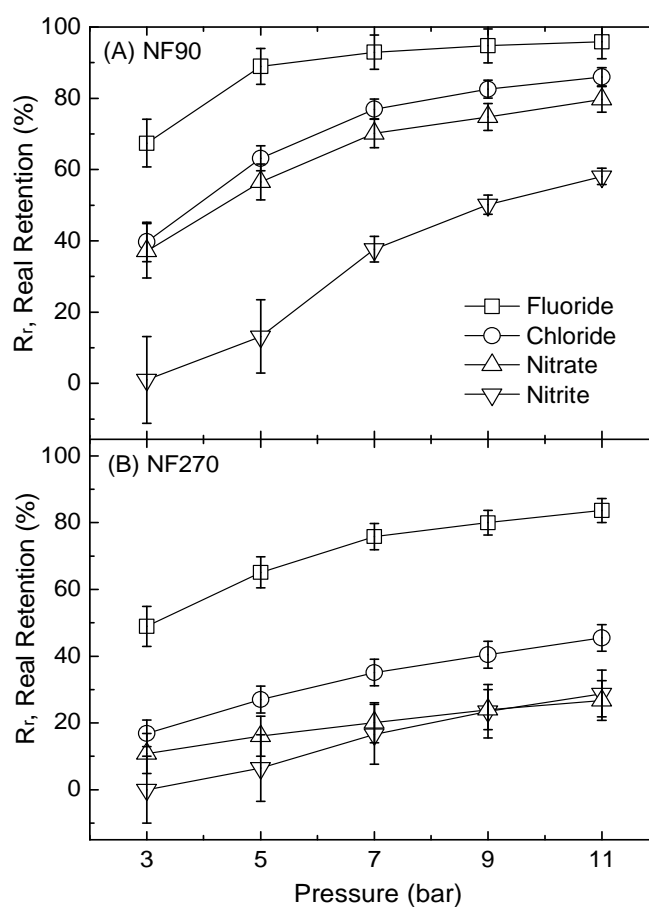 (A) NF90
100
80
60
40
20
0
Rr, Real Retention (%)
Fluoride
Chloride
Nitrate
Nitrite
(B) NF270
100
80
60
40
20
0
Rr, Real Retention (%)
3 5 7 9 11
Pressure (bar)